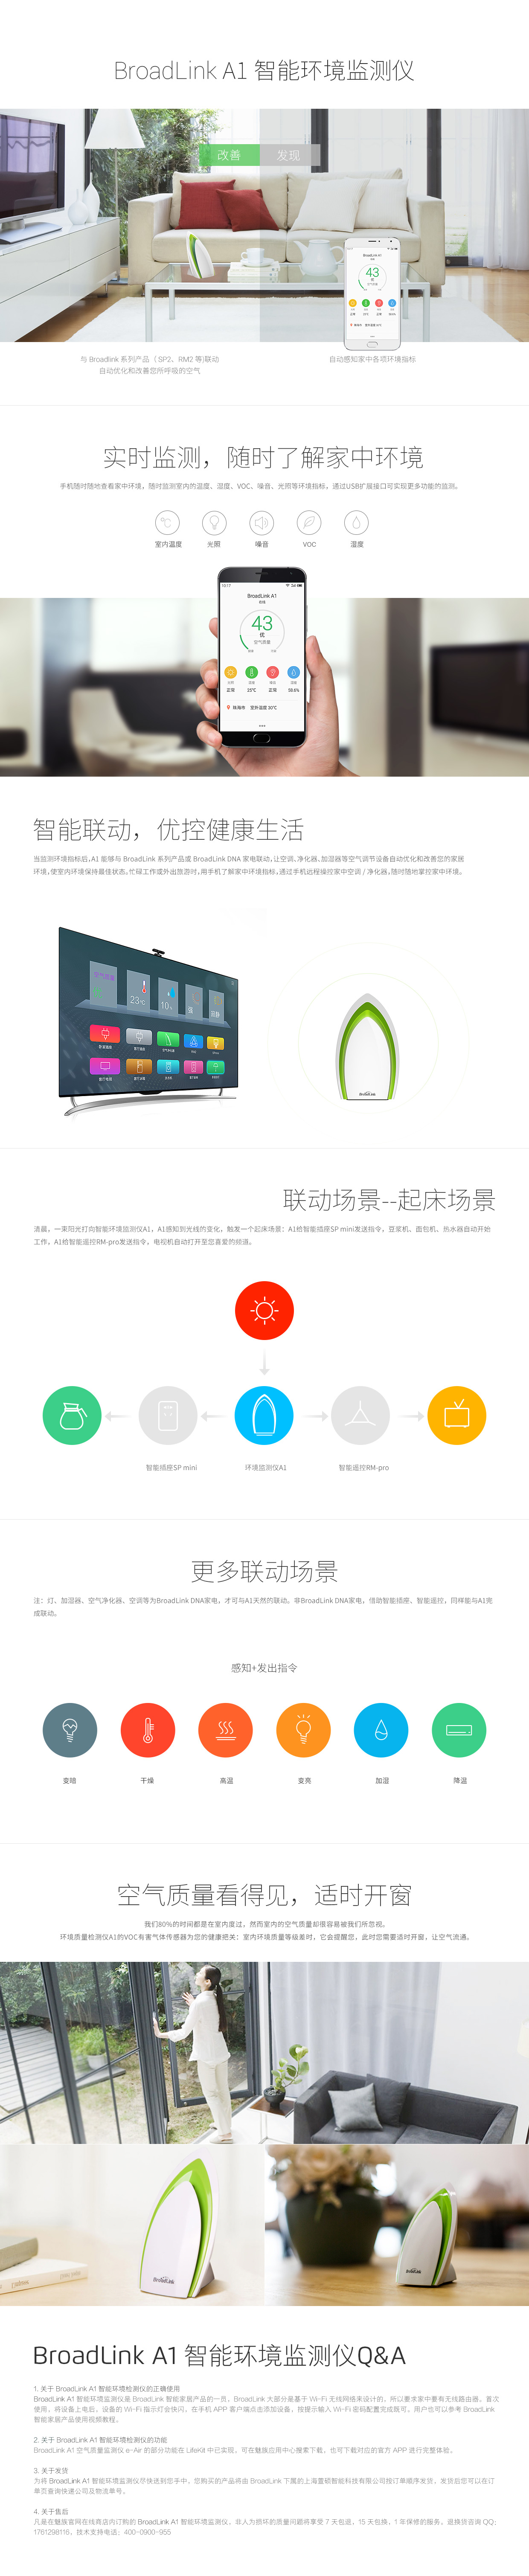 BroadLink A1 智能环境监测仪
改善
发现
BroadLink A1
43
优
与 Broadlink 系列产品（ SP2、RM2 等)联动
自动优化和改善您所呼吸的空气
自动感知家中各项环境指标
实时监测，随时了解家中环境
手机随时随地查看家中环境，随时监测室内的温度、湿度、VOC、噪音、光照等环境指标，通过USB扩展接口可实现更多功能的监测。
室内温度
光照
噪音
VOC
湿度
BroadLink A1
43
优
空气质量
正常
25℃
正常
59.6%
珠海市 室外温度 30℃
智能联动，优控健康生活
当监测环境指标后,A1 能够与 BroadLink 系列产品或 BroadLink DNA 家电联动,让空调､净化器､加湿器等空气调节设备自动优化和改善您的家居
环境,使室内环境保持最佳状态｡忙碌工作或外出旅游时,用手机了解家中环境指标,通过手机远程操控家中空调 / 净化器,随时随地掌控家中环境｡
23℃
10%
BroadLink
联动场景--起床场景
清晨，一束阳光打向智能环境监测仪A1，A1感知到光线的变化，触发一个起床场景：A1给智能插座SP mini发送指令，豆浆机、面包机、热水器自动开始
工作，A1给智能遥控RM-pro发送指令，电视机自动打开至您喜爱的频道。
智能插座SP mini
环境监测仪A1
智能遥控RM-pro
更多联动场景
注：灯、加湿器、空气净化器、空调等为BroadLink DNA家电，才可与A1天然的联动。非BroadLink DNA家电，借助智能插座、智能遥控，同样能与A1完
成联动。
感知+发出指令
变暗
干燥
高温
变亮
加湿
降温
空气质量看得见，适时开窗
我们80%的时间都是在室内度过，然而室内的空气质量却很容易被我们所忽视。
环境质量检测仪A1的VOC有害气体传感器为您的健康把关：室内环境质量等级差时，它会提醒您，此时您需要适时开窗，让空气流通。
BroadLink
BroadLink
BroadLink A1 智能环境监测仪Q&A
1. 关于 BroadLink A1 智能环境检测仪的正确使用
BroadLink A1 智能环境监测仪是 BroadLink 智能家居产品的一员，BroadLink 大部分是基于 Wi-Fi 无线网络来设计的，所以要求家中要有无线路由器。首次
使用，将设备上电后，设备的 Wi-Fi 指示灯会快闪，在手机 APP 客户端点击添加设备，按提示输入 Wi-Fi 密码配置完成既可，用户也可以参考 BroadLink
智能家居产品使用视频教程。
2. 关于 BroadLink A1 智能环境检测仪的功能
BroadLink A1 空气质量监测仪 e-Air 的部分功能在 LifeKit 中已实现，可在魅族应用中心搜索下载，也可下载对应的官方 APP 进行完整体验。
3. 关于发货
为将 BroadLink A1 智能环境监测仪尽快送到您手中，您购买的产品将由 BroadLink 下属的上海置硕智能科技有限公司按订单顺序发货，发货后您可以在订
单页查询快递公司及物流单号。
4. 关于售后
凡是在魅族官网在线商店内订购的 BroadLink A1 智能环境监测仪，非人为损坏的质量问题将享受 7 天包退，15 天包换，1 年保修的服务。退换货咨询 QQ：
1761298116，技术支持电话：400-0900-955